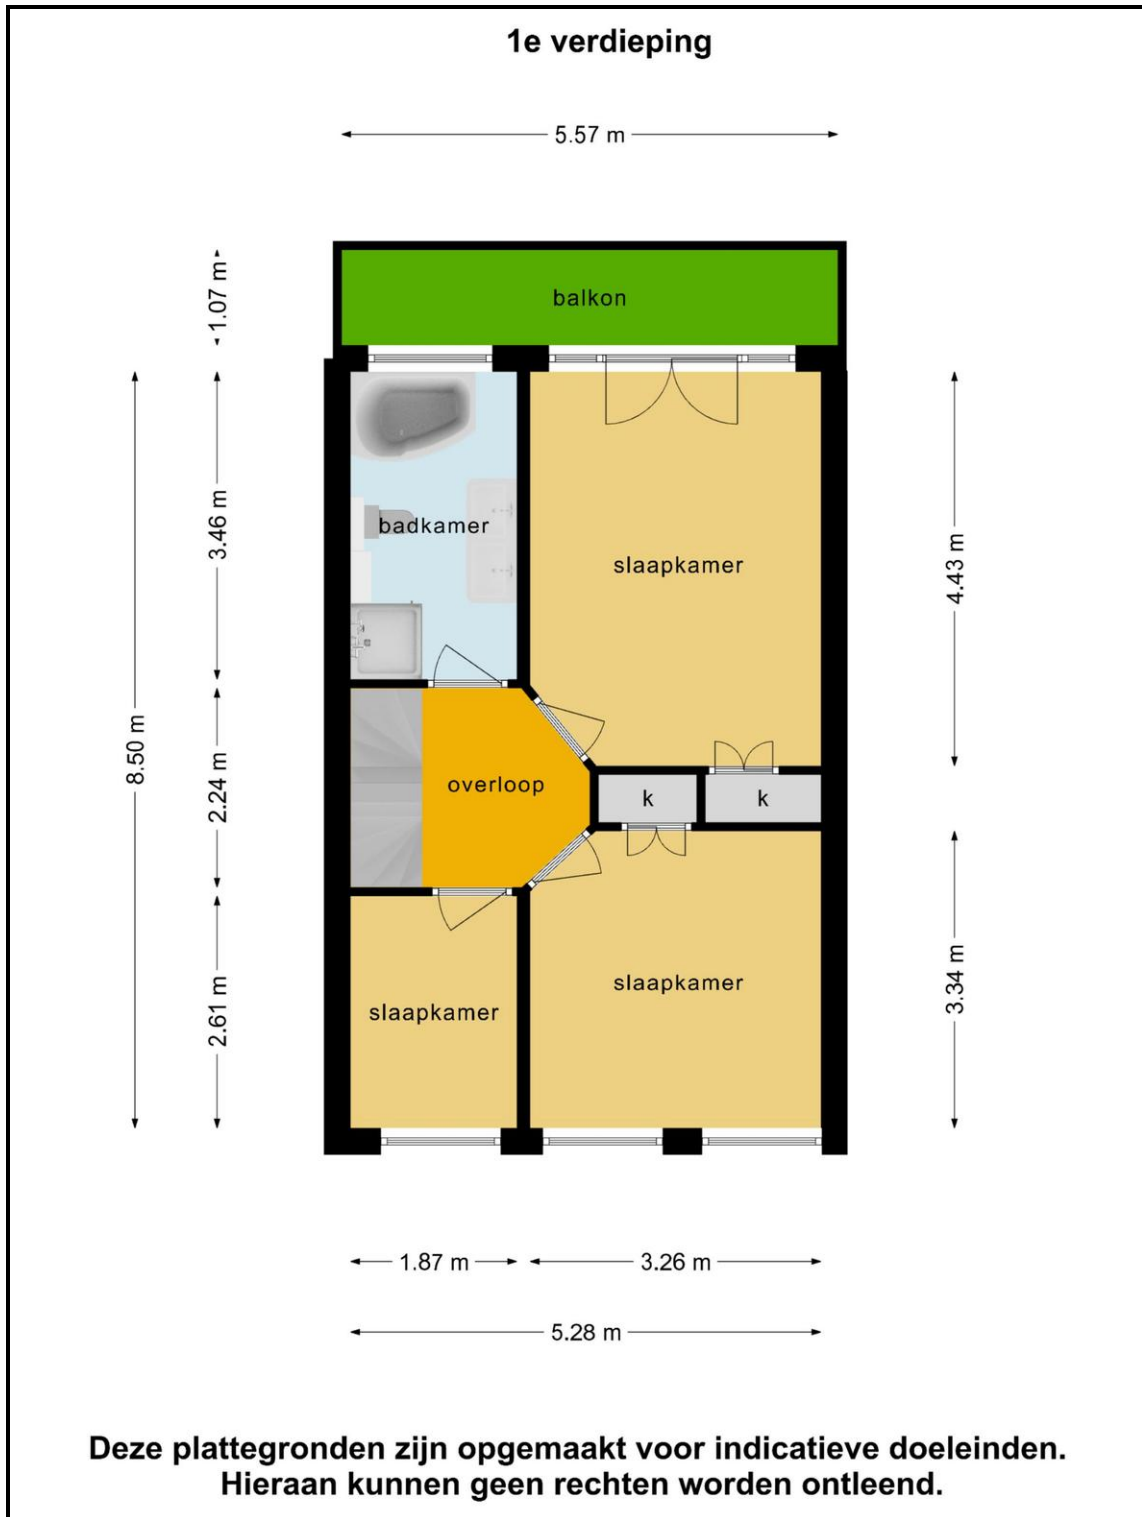 1e verdieping
5.57 m
1.07 m
balkon
3.46 m
badkamer
slaapkamer
4.43 m
8.50 m
2.24 m
overloop
k
k
2.61 m
slaapkamer
slaapkamer
3.34 m
1.87 m
3.26 m
5.28 m
Deze plattegronden zijn opgemaakt voor indicatieve doeleinden.
Hieraan kunnen geen rechten worden ontleend.